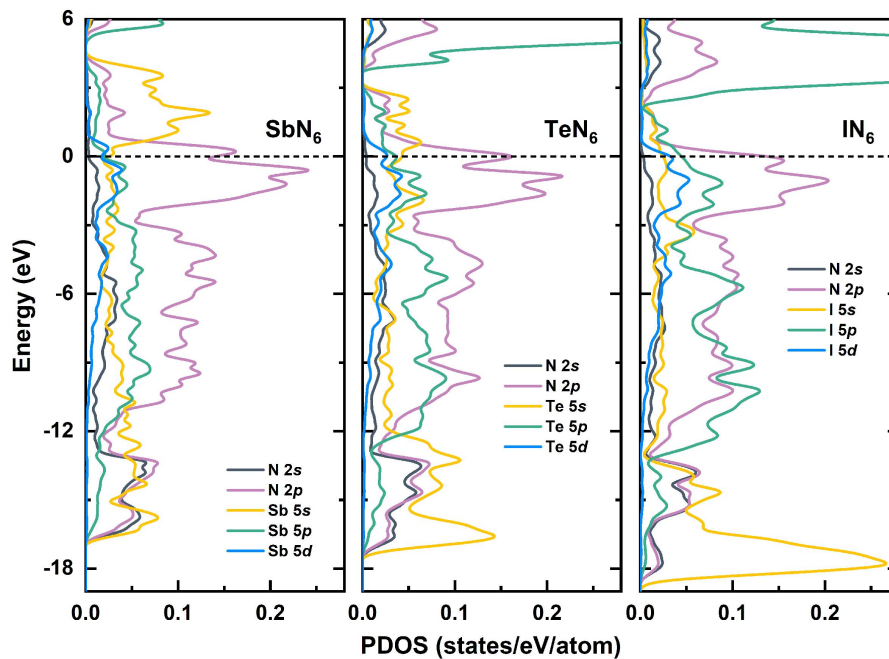 6
0
-6
-12
-18
Energy (eV)
SbN6
TeN6
IN6
N 2s
N 2p
Sb 5s
Sb 5p
Sb 5d
N 2s
N 2p
Te 5s
Te 5p
Te 5d
N 2s
N 2p
I 5s
I 5p
I 5d
0.0 0.1 0.2 0.0 0.1 0.2 0.0 0.1 0.2
PDOS (states/eV/atom)